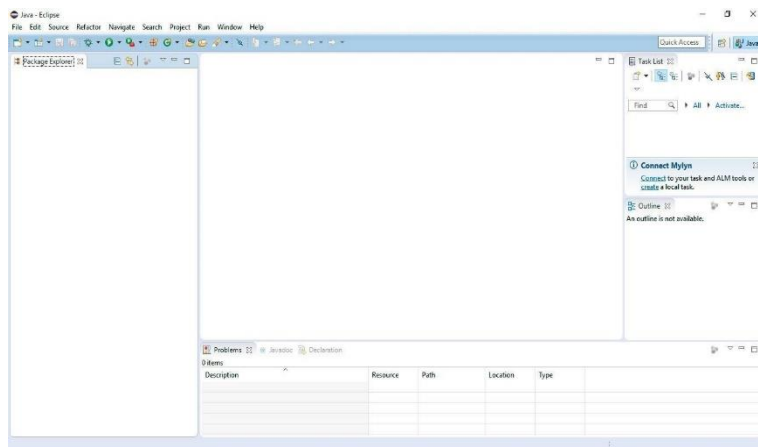 Java - Eclipse
File Edit Source Refactor Navigate Search Project Run Window Help
Quick Access
Java
Package Explorer
Task List
Find
All
Activate...
Connect Mylyn
Connect to your task and ALM tools or
create a local task.
Outline
An outline is not available.
Problems Javadoc Declaration
0 items
Description Resource Path Location Type